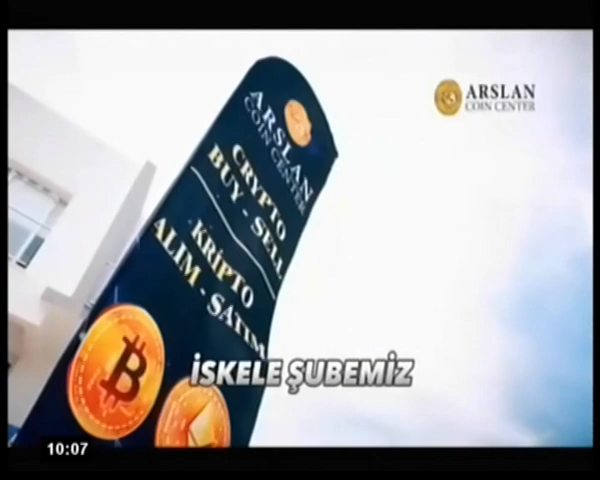 ARSLAN
COIN CENTER
ARSLAN
COIN CENTER
CRYPTO
BUY - SELL
KRİPTO
ALIM - SATIM
İSKELE ŞUBEMİZ
10:07